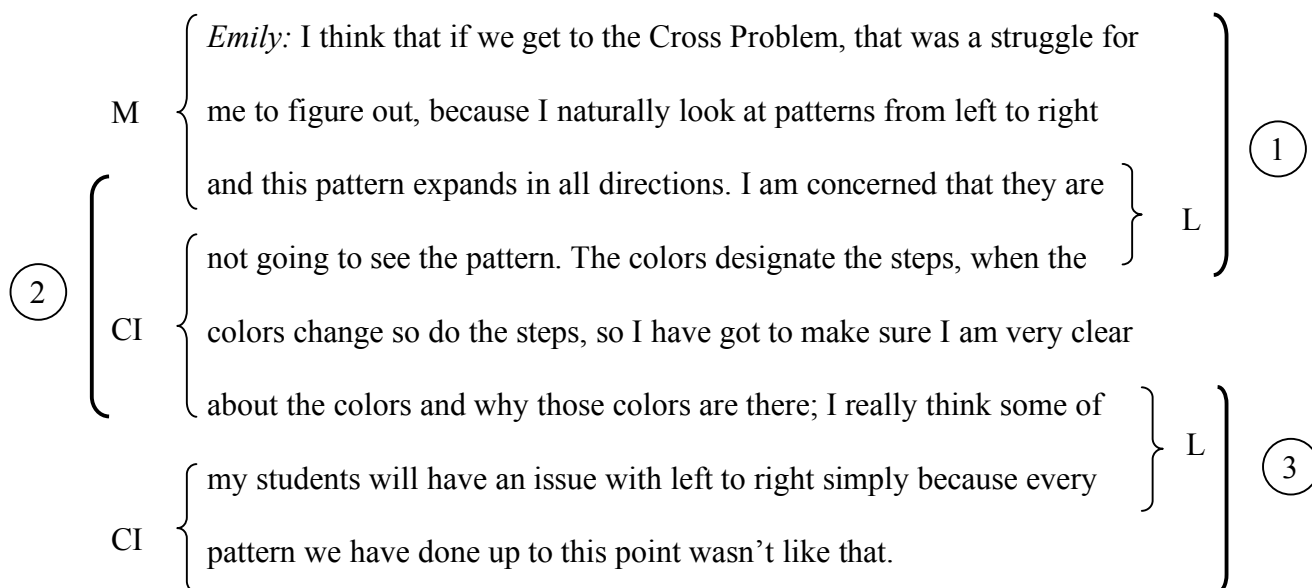 Emily: I think that if we get to the Cross Problem, that was a struggle for
M
me to figure out, because I naturally look at patterns from left to right
1
and this pattern expands in all directions. I am concerned that they are
L
not going to see the pattern. The colors designate the steps, when the
2
CI
colors change so do the steps, so I have got to make sure I am very clear
about the colors and why those colors are there; I really think some of
L
my students will have an issue with left to right simply because every
3
CI
pattern we have done up to this point wasn’t like that.